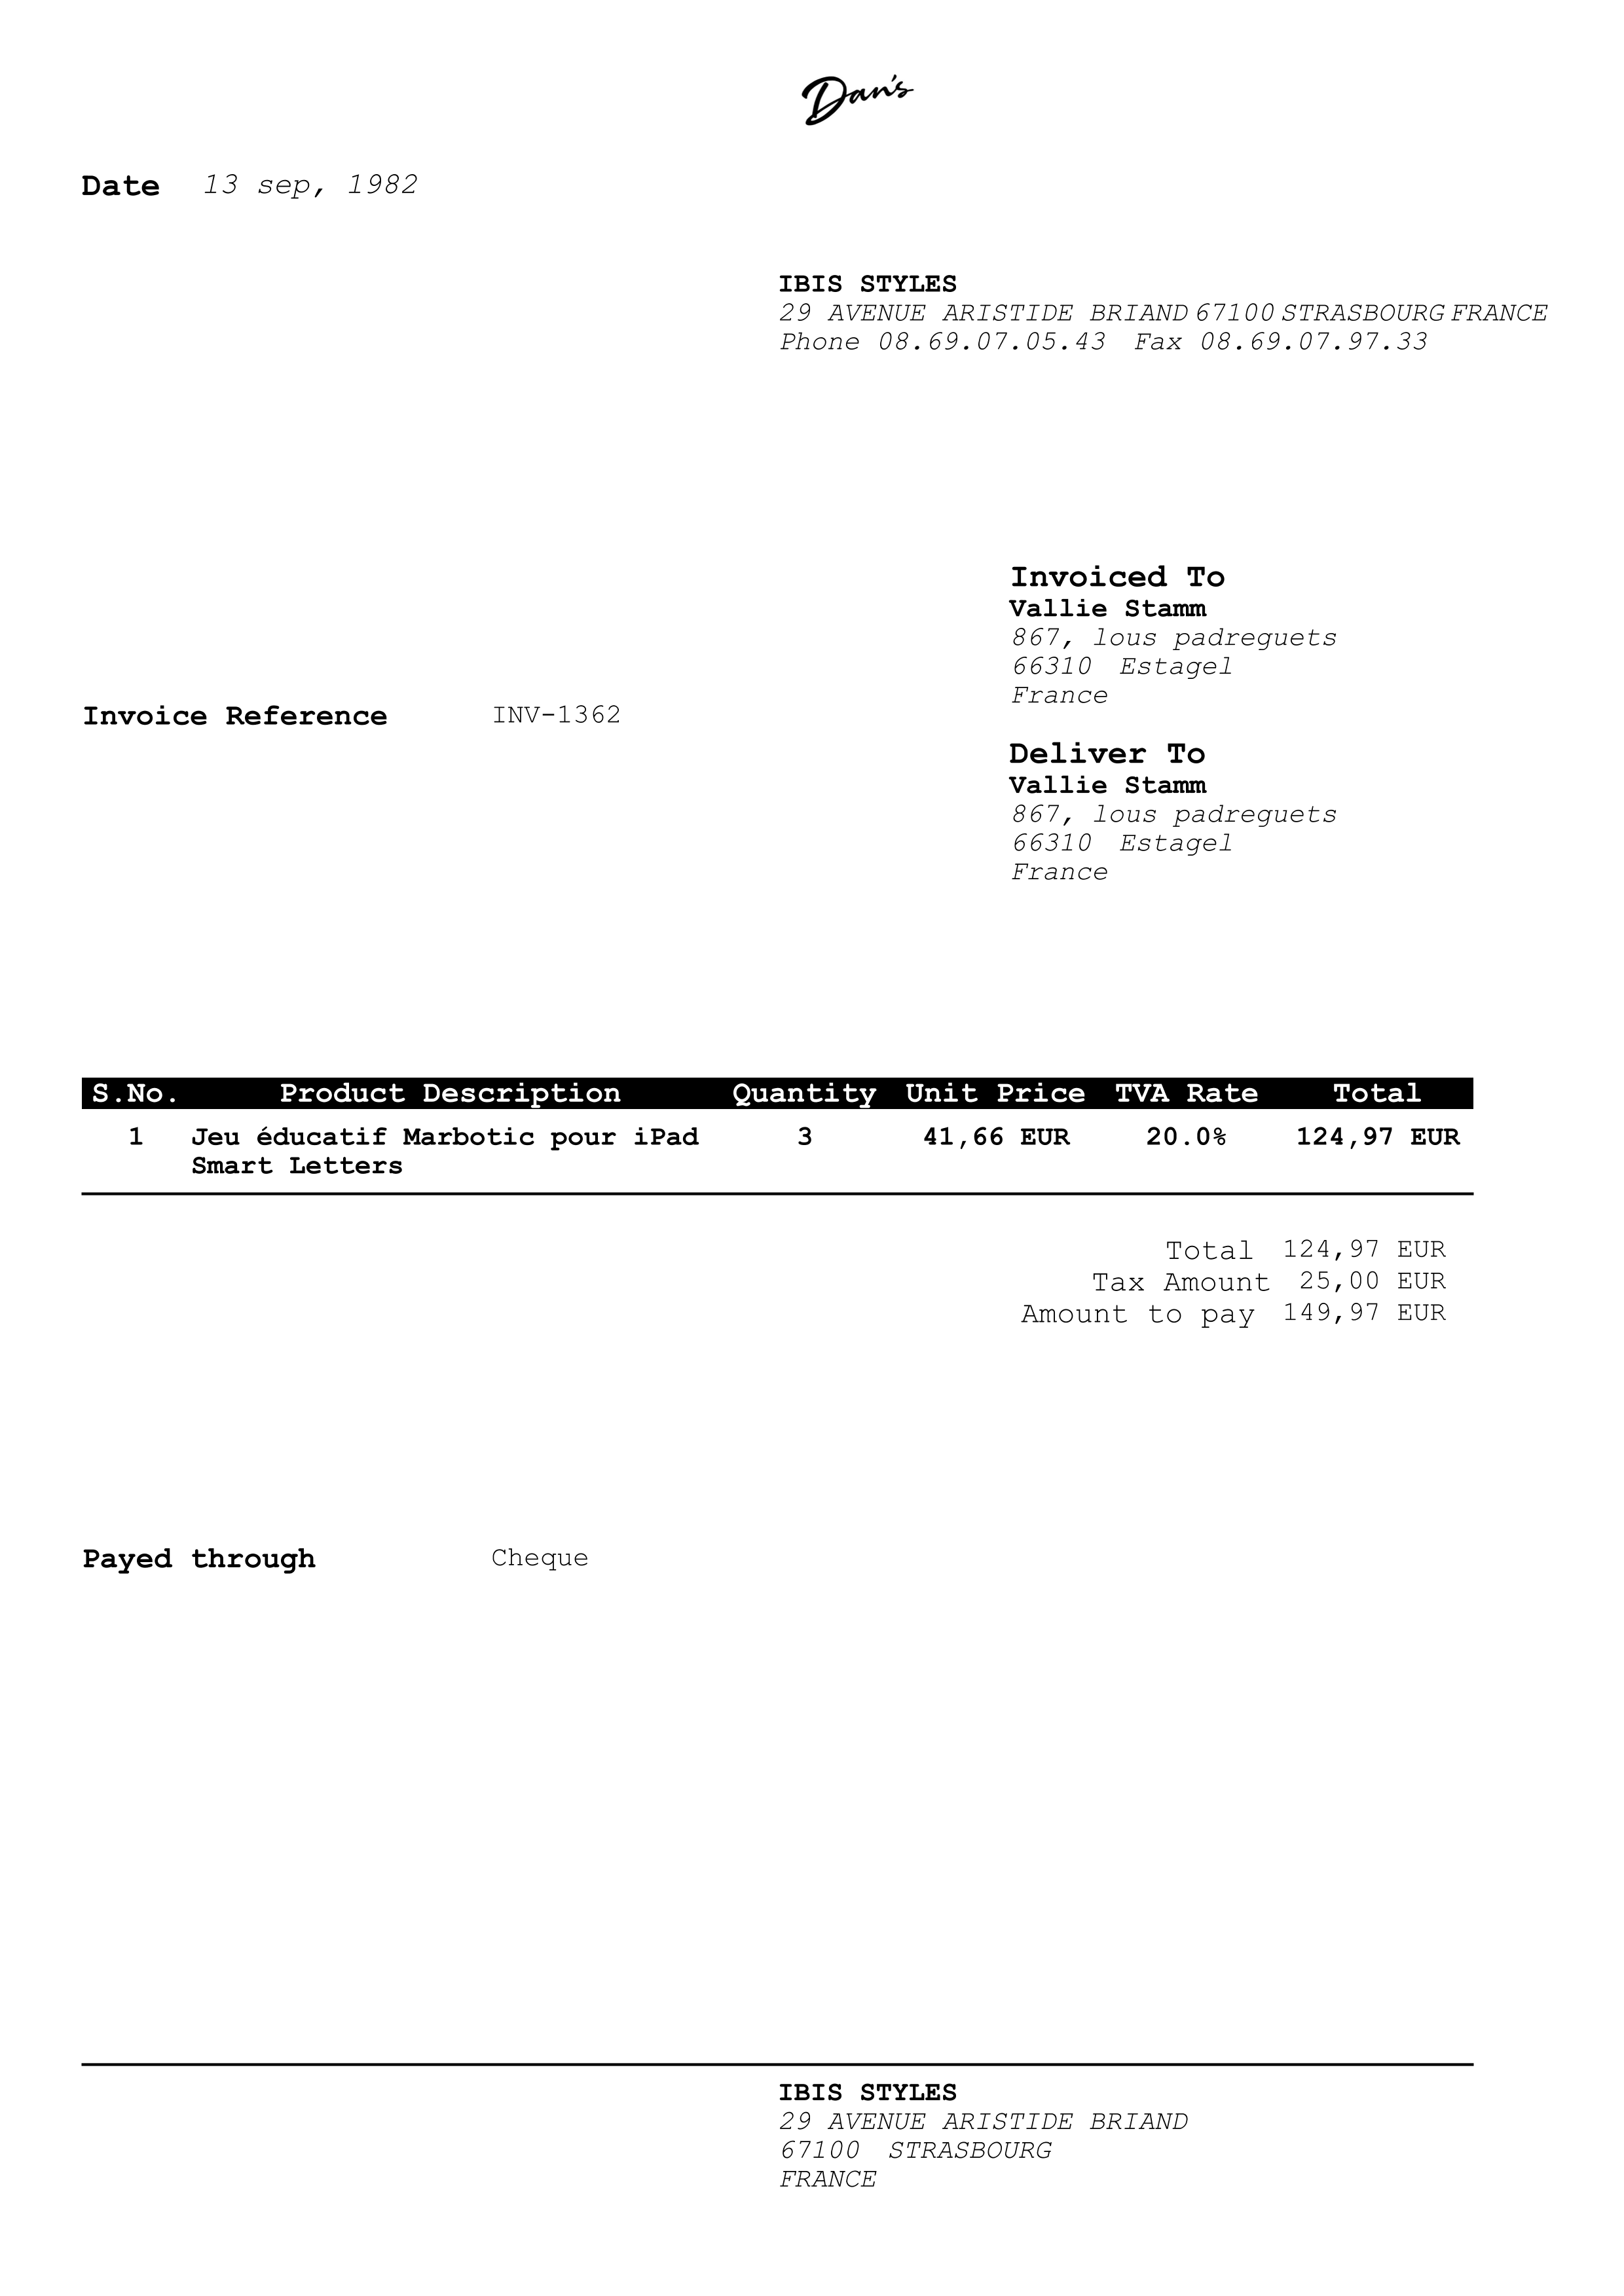 Dan's
Date 13 sep, 1982
IBIS STYLES
29 AVENUE ARISTIDE BRIAND 67100 STRASBOURG FRANCE
Phone 08.69.07.05.43 Fax 08.69.07.97.33
Invoiced To
Vallie Stamm
867, lous padreguets
66310 Estagel
France
Invoice Reference INV-1362
Deliver To
Vallie Stamm
867, lous padreguets
66310 Estagel
France
S.No. Product Description Quantity Unit Price TVA Rate Total
1 Jeu éducatif Marbotic pour iPad 3 41,66 EUR 20.0% 124,97 EUR
Smart Letters
Total 124,97 EUR
Tax Amount 25,00 EUR
Amount to pay 149,97 EUR
Payed through Cheque
IBIS STYLES
29 AVENUE ARISTIDE BRIAND
67100 STRASBOURG
FRANCE